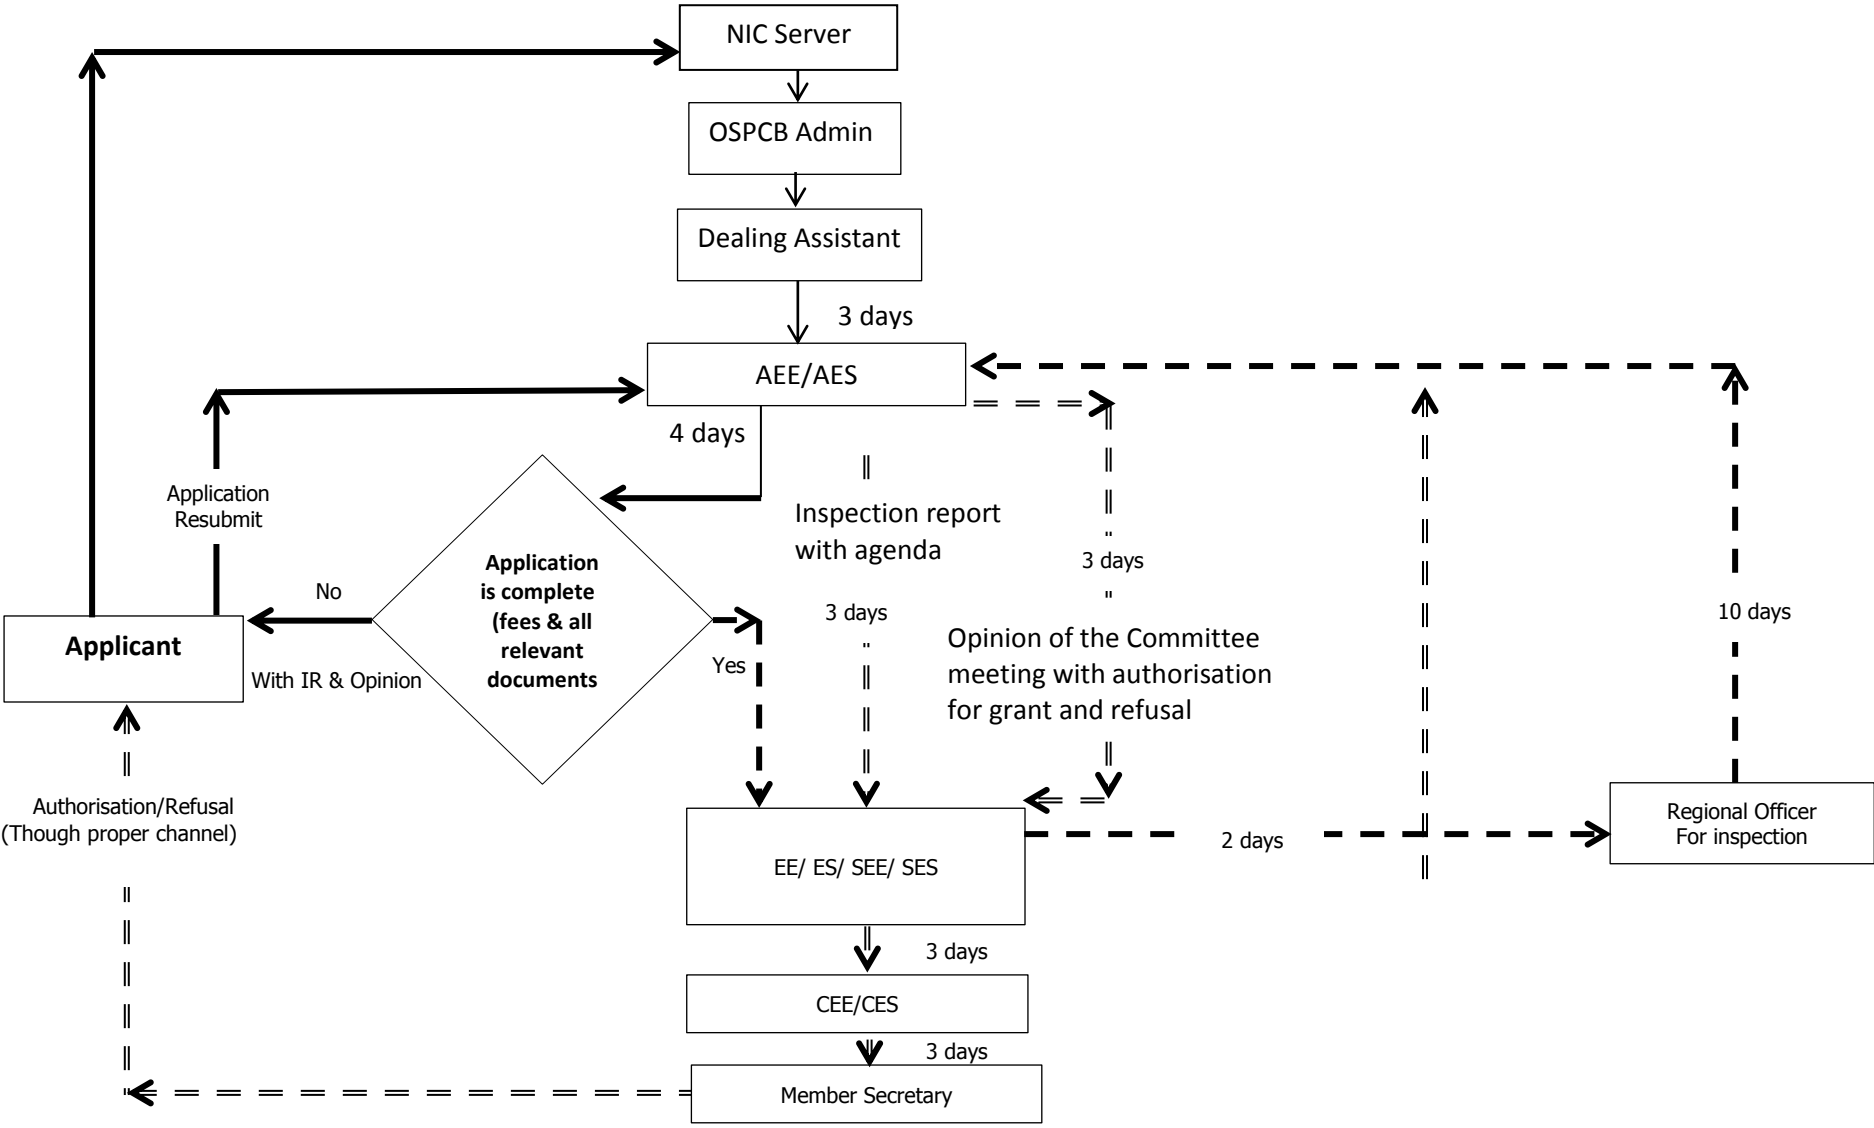 NIC Server
OSPCB Admin
Dealing Assistant
3 days
AEE/AES
4 days
Application
Resubmit
Inspection report
with agenda
3 days
3 days
Application
is complete
(fees & all
relevant
documents
No
Yes
Applicant
With IR & Opinion
Opinion of the Committee
meeting with authorisation
for grant and refusal
10 days
Authorisation/Refusal
(Though proper channel)
Regional Officer
For inspection
2 days
EE/ ES/ SEE/ SES
3 days
CEE/CES
3 days
Member Secretary